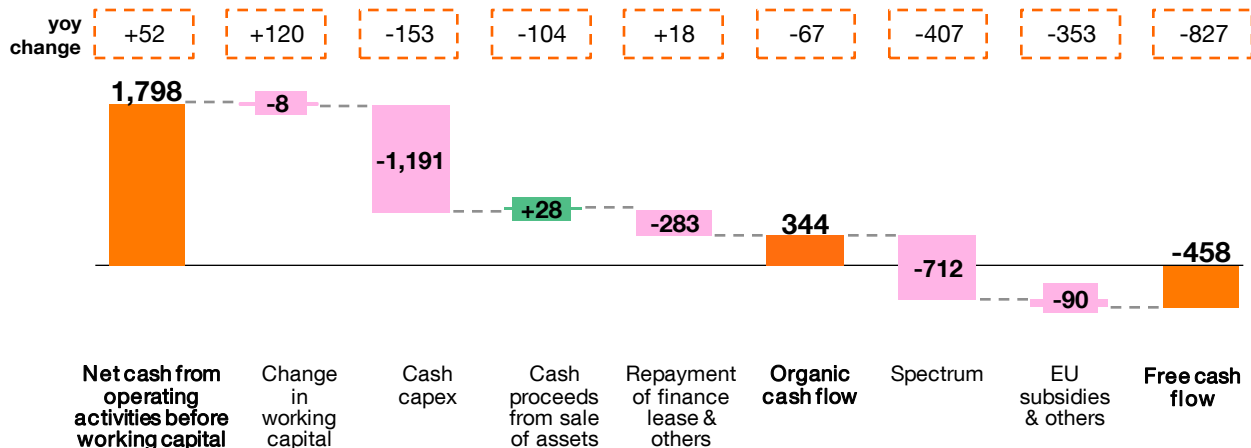 yoy
change
+52
+120
-153
-104
+18
-67
-407
-353
-827
1,798
-8
-1,191
+28
-283
344
-712
-90
-458
Net cash from
operating
activities before
working capital
Change
in
working
capital
Cash
capex
Cash
proceeds
from sale
of assets
Repayment
of finance
lease &
others
Organic
cash flow
Spectrum
EU
subsidies
& others
Free cash
flow